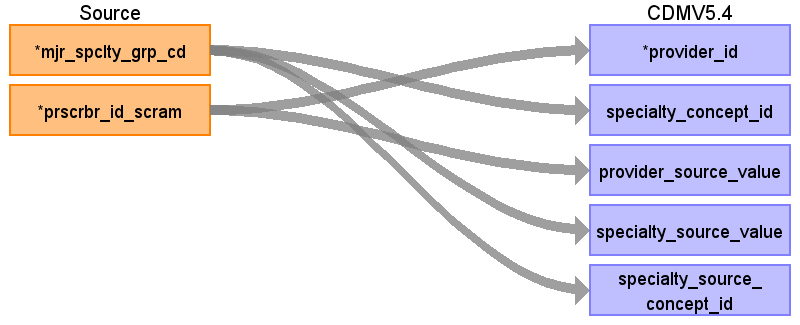 Source
CDMV5.4
*mjr_spclty_grp_cd
*provider_id
*prscrbr_id_scram
specialty_concept_id
provider_source_value
specialty_source_value
specialty_source_
concept_id